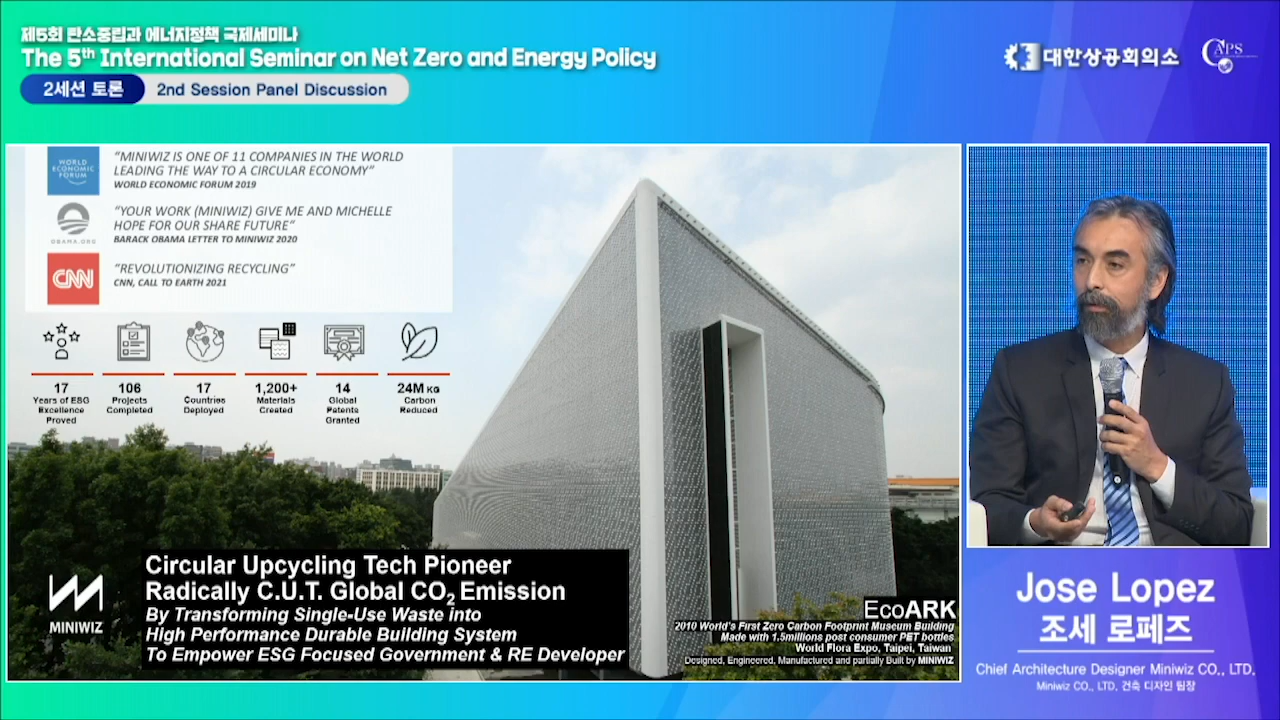 제5회 탄소중립과 에너지정책 국제세미나
The 5th International Seminar on Net Zero and Energy Policy
2세션 토론 2nd Session Panel Discussion
대한상공회의소
CAPS
WORLD ECONOMIC FORUM
"MINIWIZ IS ONE OF 11 COMPANIES IN THE WORLD
LEADING THE WAY TO A CIRCULAR ECONOMY"
WORLD ECONOMIC FORUM 2019
OBAMA.ORG
"YOUR WORK (MINIWIZ) GIVE ME AND MICHELLE
HOPE FOR OUR SHARE FUTURE"
BARACK OBAMA LETTER TO MINIWIZ 2020
CNN
"REVOLUTIONIZING RECYCLING"
CNN, CALL TO EARTH 2021
17
Years of ESG
Excellence
Proved
106
Projects
Completed
17
Countries
Deployed
1,200+
Materials
Created
14
Global
Patents
Granted
24M KG
Carbon
Reduced
MINIWIZ
Circular Upcycling Tech Pioneer
Radically C.U.T. Global CO₂ Emission
By Transforming Single-Use Waste into
High Performance Durable Building System
To Empower ESG Focused Government & RE Developer
EcoARK
2010 World's First Zero Carbon Footprint Museum Building
Made with 1.5millions post consumer PET bottles
World Flora Expo, Taipei, Taiwan
Designed, Engineered, Manufactured and partially Built by MINIWIZ
Jose Lopez
조세 로페즈
Chief Architecture Designer Miniwiz CO., LTD.
Miniwiz CO., LTD. 건축 디자인 팀장